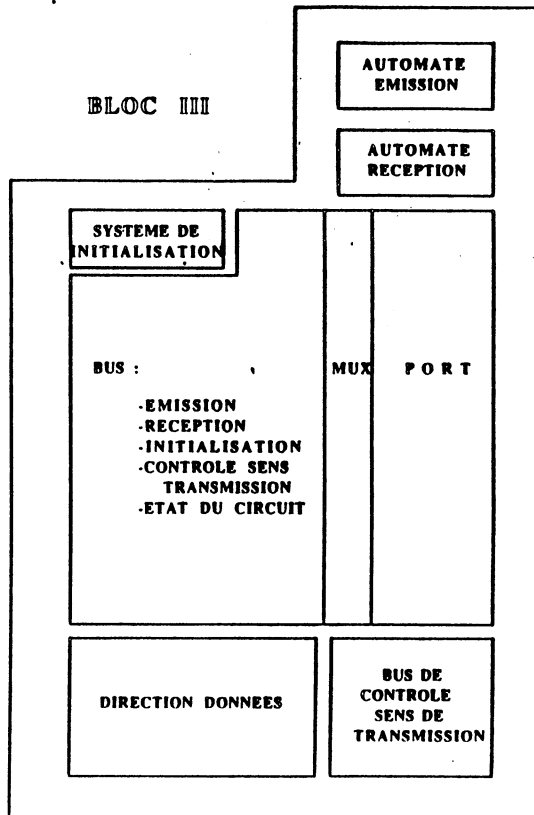 BLOC III
AUTOMATE
EMISSION
AUTOMATE
RECEPTION
SYSTEME DE
INITIALISATION
BUS :
-EMISSION
-RECEPTION
-INITIALISATION
-CONTROLE SENS
TRANSMISSION
-ETAT DU CIRCUIT
MUX
PORT
DIRECTION DONNEES
BUS DE
CONTROLE
SENS DE
TRANSMISSION